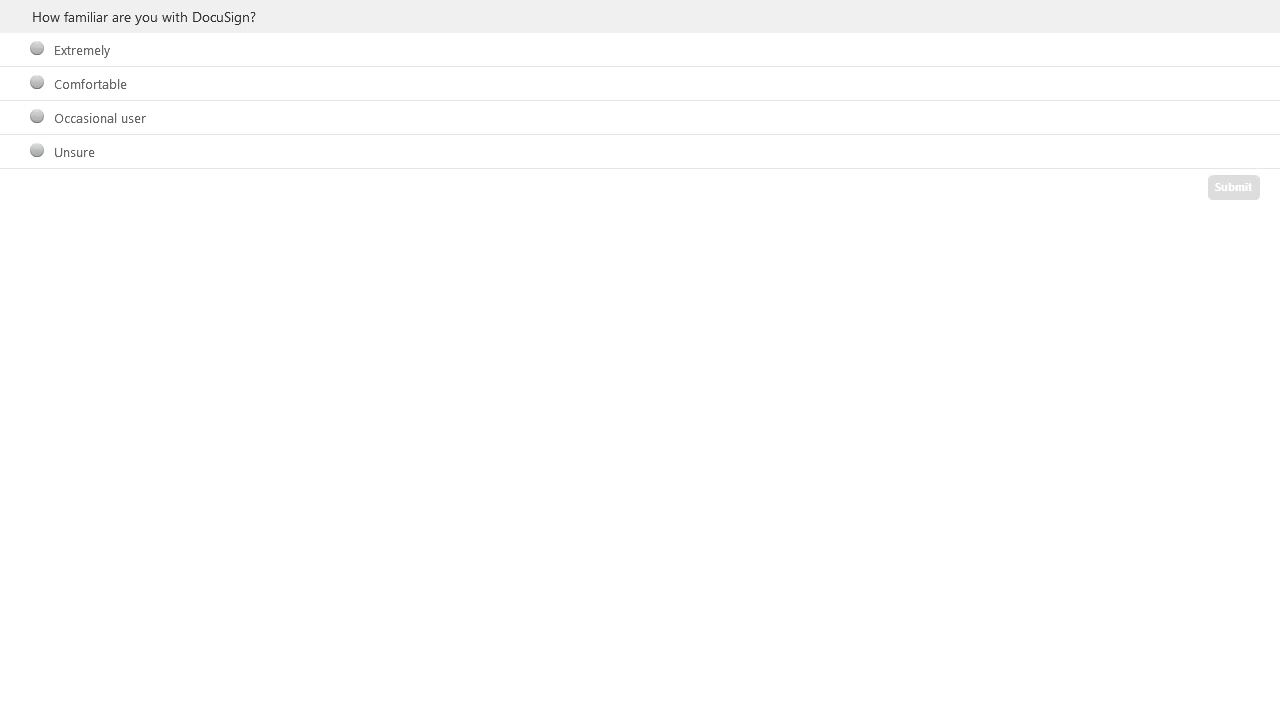 How familiar are you with DocuSign?
Extremely
Comfortable
Occasional user
Unsure
Submit